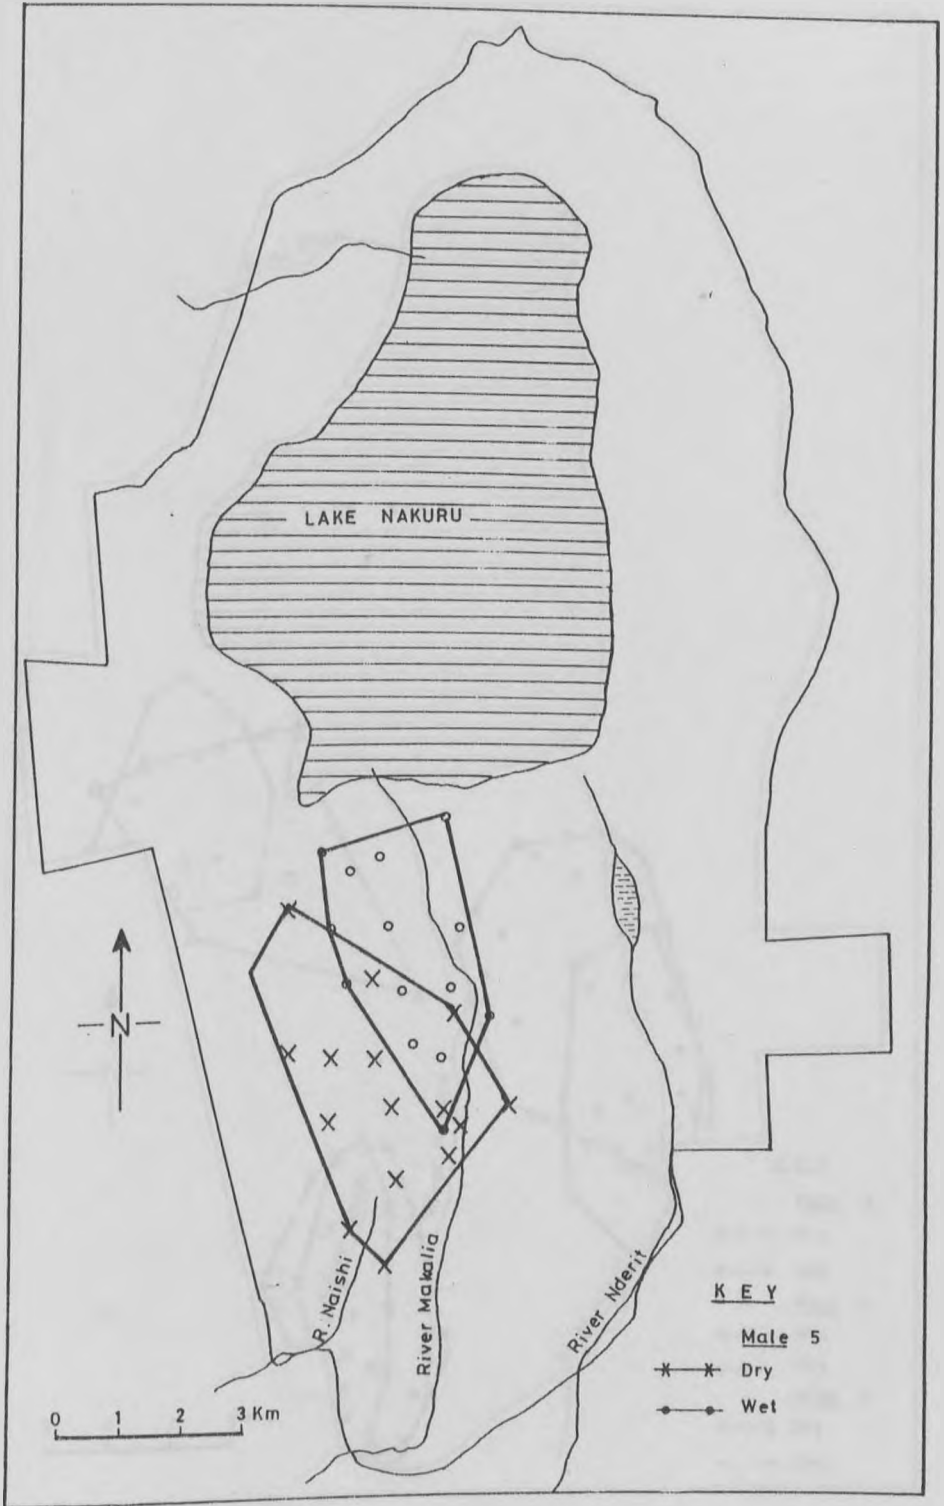 LAKE NAKURU
N
R. Naishi
River Makalia
River Nderit
KEY
Male 5
Dry
Wet
0 1 2 3 Km